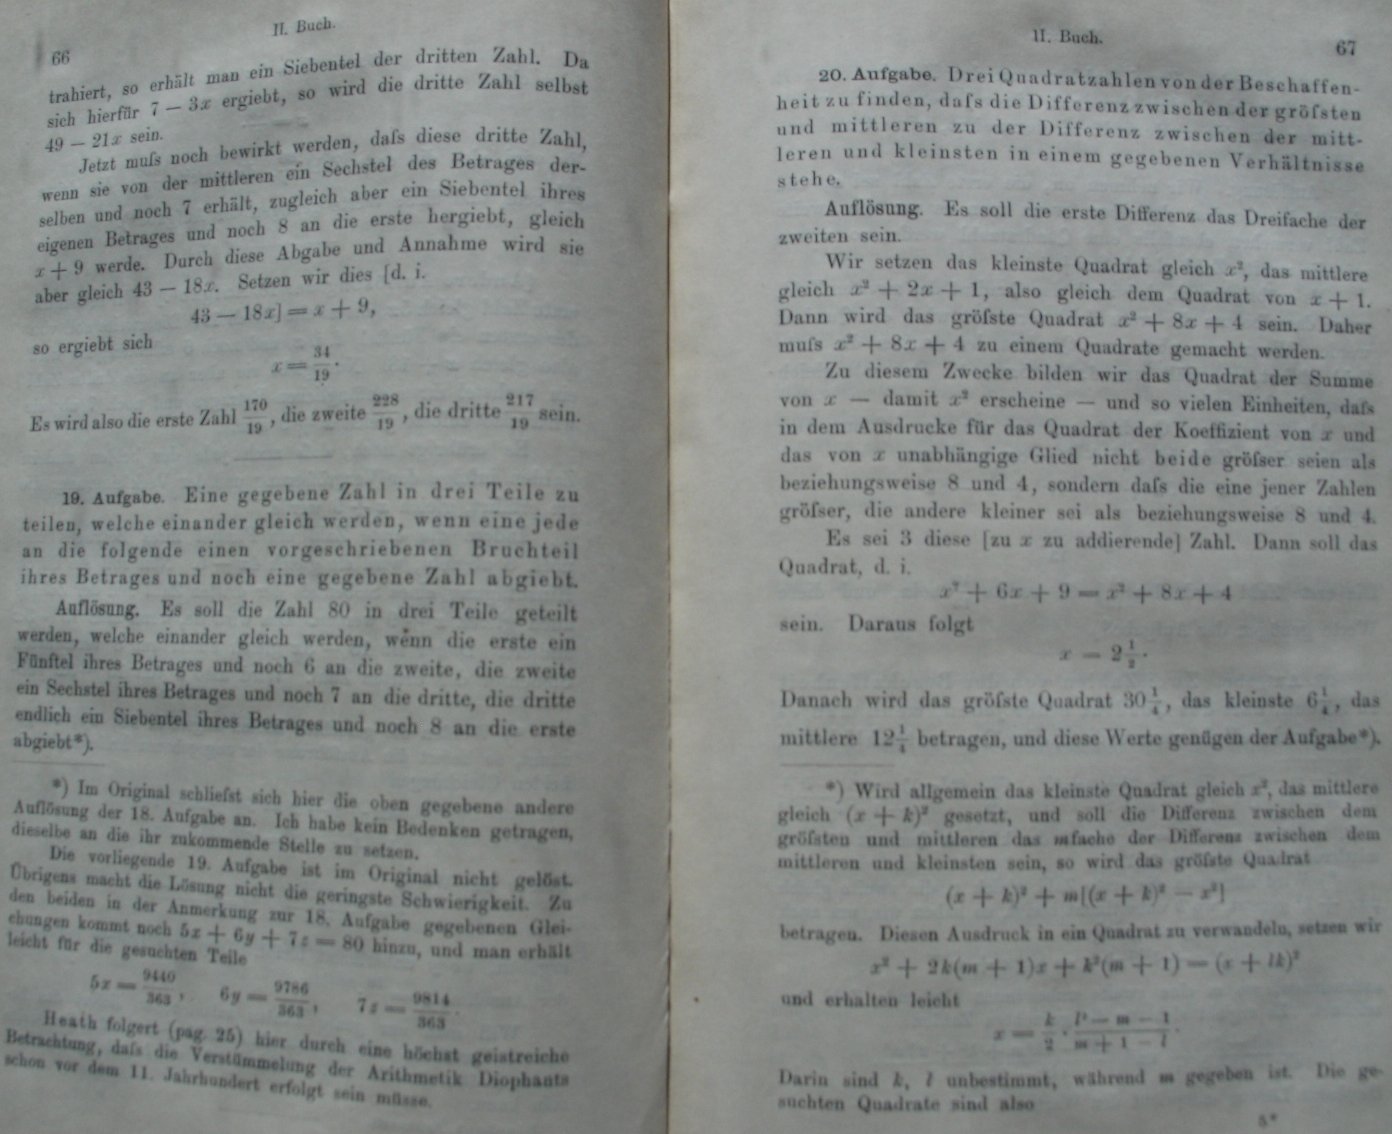 II. Buch.
66
trahiert, so erhält man ein Siebentel der dritten Zahl. Da
sich hierfür 7 — 3x ergiebt, so wird die dritte Zahl selbst
49 — 21x sein.
Jetzt muſs noch bewirkt werden, daſs diese dritte Zahl,
wenn sie von der mittleren ein Sechstel des Betrages der-
selben und noch 7 erhält, zugleich aber ein Siebentel ihres
eigenen Betrages und noch 8 an die erste hergiebt, gleich
x + 9 werde. Durch diese Abgabe und Annahme wird sie
aber gleich 43 — 18x. Setzen wir dies [d. i.
43 — 18x] = x + 9,
so ergiebt sich
x = 34/19.
Es wird also die erste Zahl 170/19, die zweite 228/19, die dritte 217/19 sein.
19. Aufgabe. Eine gegebene Zahl in drei Teile zu
teilen, welche einander gleich werden, wenn eine jede
an die folgende einen vorgeschriebenen Bruchteil
ihres Betrages und noch eine gegebene Zahl abgiebt.
Auflösung. Es soll die Zahl 80 in drei Teile geteilt
werden, welche einander gleich werden, wenn die erste ein
Fünftel ihres Betrages und noch 6 an die zweite, die zweite
ein Sechstel ihres Betrages und noch 7 an die dritte, die dritte
endlich ein Siebentel ihres Betrages und noch 8 an die erste
abgiebt*).
*) Im Original schlieſst sich hier die oben gegebene andere
Auflösung der 18. Aufgabe an. Ich habe kein Bedenken getragen,
dieselbe an die ihr zukommende Stelle zu setzen.
Die vorliegende 19. Aufgabe ist im Original nicht gelöst.
Übrigens macht die Lösung nicht die geringste Schwierigkeit. Zu
den beiden in der Anmerkung zur 18. Aufgabe gegebenen Glei-
chungen kommt noch 5x + 6y + 7z = 80 hinzu, und man erhält
leicht für die gesuchten Teile
5x = 9440/363, 6y = 9786/363, 7z = 9814/363.
Heath folgert (pag. 25) hier durch eine höchst geistreiche
Betrachtung, daſs die Verstümmelung der Arithmetik Diophants
schon vor dem 11. Jahrhundert erfolgt sein müsse.
II. Buch.
67
20. Aufgabe. Drei Quadratzahlen von der Beschaffen-
heit zu finden, daſs die Differenz zwischen der gröſsten
und mittleren zu der Differenz zwischen der mitt-
leren und kleinsten in einem gegebenen Verhältnisse
stehe.
Auflösung. Es soll die erste Differenz das Dreifache der
zweiten sein.
Wir setzen das kleinste Quadrat gleich x², das mittlere
gleich x² + 2x + 1, also gleich dem Quadrat von x + 1.
Dann wird das gröſste Quadrat x² + 8x + 4 sein. Daher
muſs x² + 8x + 4 zu einem Quadrate gemacht werden.
Zu diesem Zwecke bilden wir das Quadrat der Summe
von x — damit x² erscheine — und so vielen Einheiten, daſs
in dem Ausdrucke für das Quadrat der Koeffizient von x und
das von x unabhängige Glied nicht beide gröſser seien als
beziehungsweise 8 und 4, sondern daſs die eine jener Zahlen
gröſser, die andere kleiner sei als beziehungsweise 8 und 4.
Es sei 3 diese [zu x zu addierende] Zahl. Dann soll das
Quadrat, d. i.
x² + 6x + 9 = x² + 8x + 4
sein. Daraus folgt
x = 2 1/2.
Danach wird das gröſste Quadrat 30 1/4, das kleinste 6 1/4, das
mittlere 12 1/4 betragen, und diese Werte genügen der Aufgabe*).
*) Wird allgemein das kleinste Quadrat gleich x², das mittlere
gleich (x + k)² gesetzt, und soll die Differenz zwischen dem
gröſsten und mittleren das mfache der Differenz zwischen dem
mittleren und kleinsten sein, so wird das gröſste Quadrat
(x + k)² + m[(x + k)² — x²]
betragen. Diesen Ausdruck in ein Quadrat zu verwandeln, setzen wir
x² + 2k(m + 1)x + k²(m + 1) = (x + lk)²
und erhalten leicht
x = k/2 · l² — m — 1/m + 1 — l.
Darin sind k, l unbestimmt, während m gegeben ist. Die ge-
suchten Quadrate sind also
5*